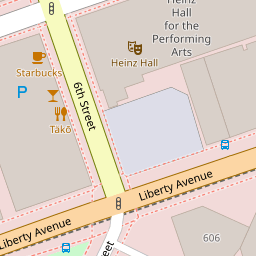 Heinz
Hall
for the
Performing
Arts
Heinz Hall
Starbucks
P
6th Street
Takō
Liberty Avenue
Liberty Avenue
606